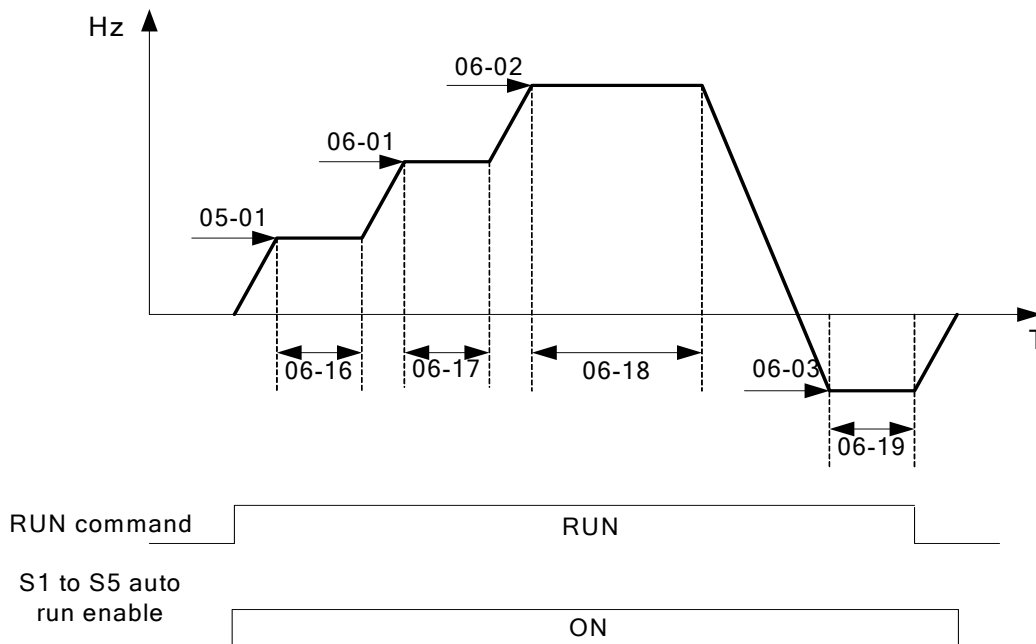 Hz
06-02
06-01
05-01
T
06-16
06-17
06-18
06-03
06-19
RUN command
RUN
S1 to S5 auto
run enable
ON